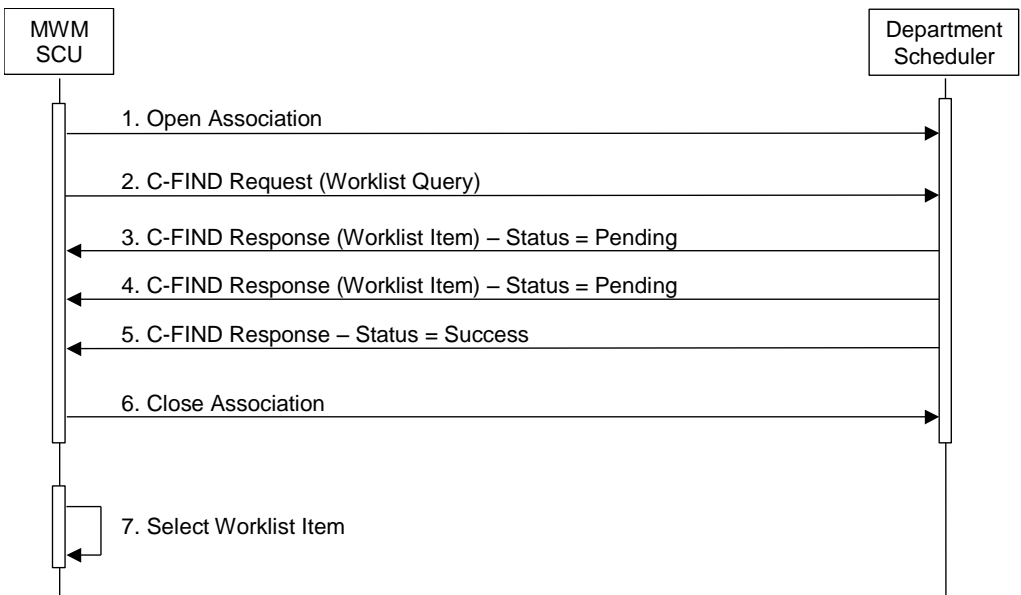 MWM
SCU
Department
Scheduler
1. Open Association
2. C-FIND Request (Worklist Query)
3. C-FIND Response (Worklist Item) – Status = Pending
4. C-FIND Response (Worklist Item) – Status = Pending
5. C-FIND Response – Status = Success
6. Close Association
7. Select Worklist Item